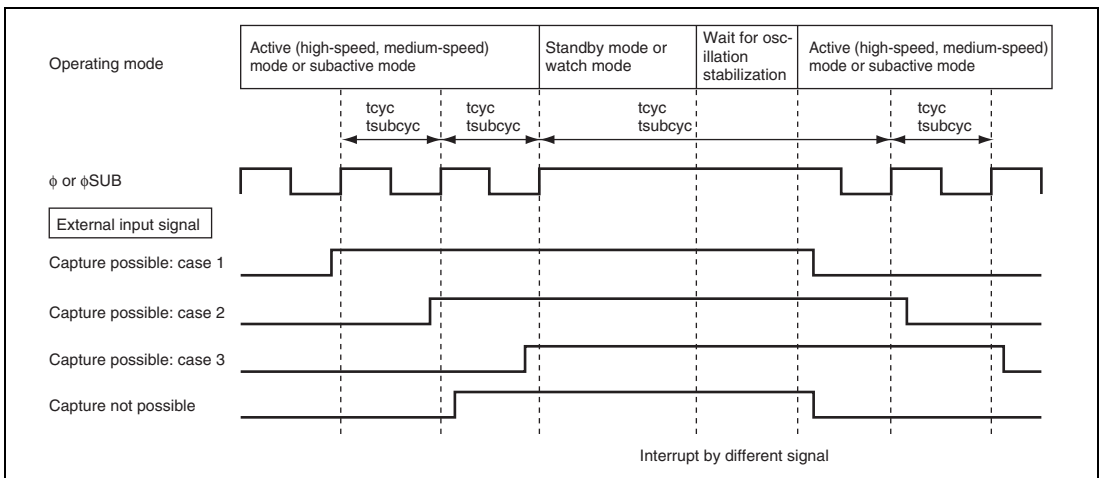 Operating mode
Active (high-speed, medium-speed)
mode or subactive mode
Standby mode or
watch mode
Wait for osc-
illation
stabilization
Active (high-speed, medium-speed)
mode or subactive mode
tcyc
tsubcyc
tcyc
tsubcyc
tcyc
tsubcyc
tcyc
tsubcyc
φ or φSUB
External input signal
Capture possible: case 1
Capture possible: case 2
Capture possible: case 3
Capture not possible
Interrupt by different signal